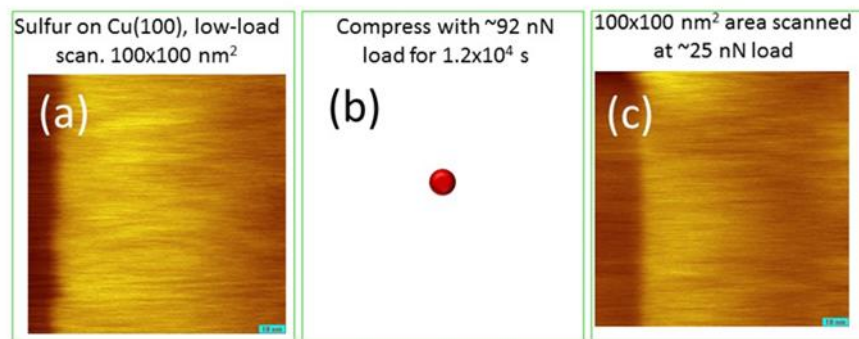 Sulfur on Cu(100), low-load
scan. 100x100 nm²
(a)
Compress with ~92 nN
load for 1.2x10⁴ s
(b)
100x100 nm² area scanned
at ~25 nN load
(c)